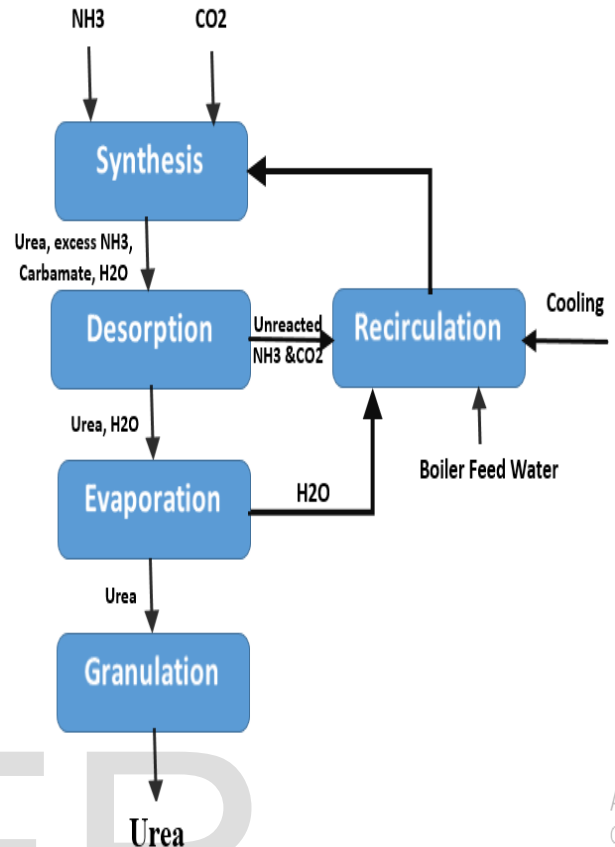 NH3
CO2
Synthesis
Urea, excess NH3,
Carbamate, H2O
Desorption
Unreacted
NH3 &CO2
Recirculation
Cooling
Urea, H2O
Boiler Feed Water
Evaporation
H2O
Urea
Granulation
Urea